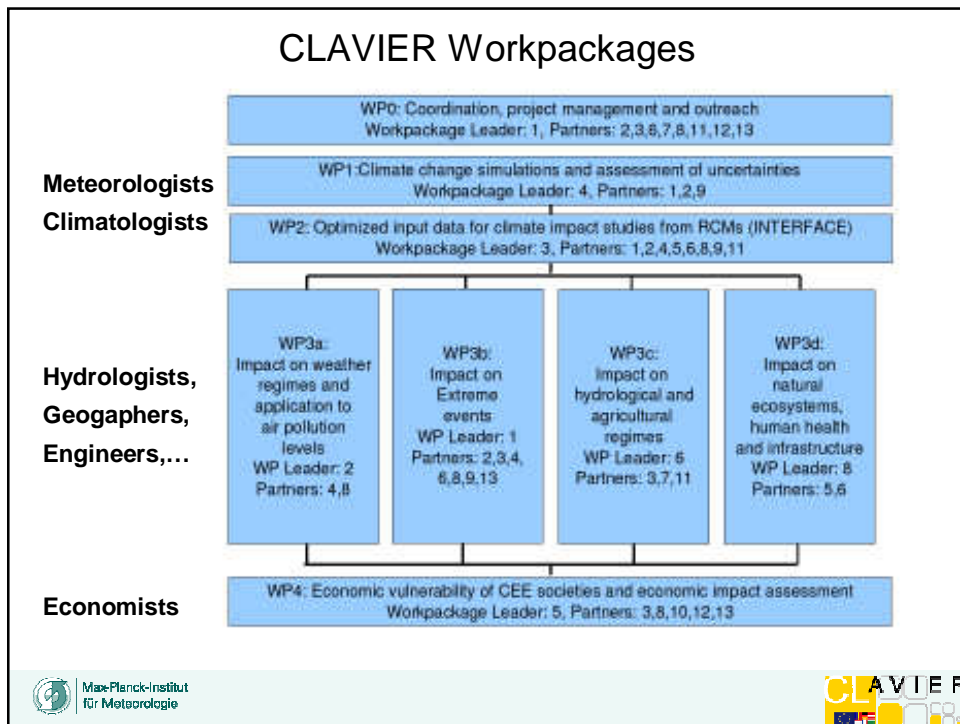 CLAVIER Workpackages
WP0: Coordination, project management and outreach
Workpackage Leader: 1, Partners: 2,3,6,7,8,11,12,13
Meteorologists
Climatologists
WP1:Climate change simulations and assessment of uncertainties
Workpackage Leader: 4, Partners: 1,2,9
WP2: Optimized input data for climate impact studies from RCMs (INTERFACE)
Workpackage Leader: 3, Partners: 1,2,4,5,6,8,9,11
Hydrologists,
Geogaphers,
Engineers,…
WP3a:
Impact on weather
regimes and
application to
air pollution
levels
WP Leader: 2
Partners: 4,8
WP3b:
Impact on
Extreme
events
WP Leader: 1
Partners: 2,3,4,
6,8,9,13
WP3c:
Impact on
hydrological and
agricultural
regimes
WP Leader: 6
Partners: 3,7,11
WP3d:
Impact on
natural
ecosystems,
human health
and infrastructure
WP Leader: 8
Partners: 5,6
Economists
WP4: Economic vulnerability of CEE societies and economic impact assessment
Workpackage Leader: 5, Partners: 3,8,10,12,13
Max-Planck-Institut
für Meteorologie
CLAVIER